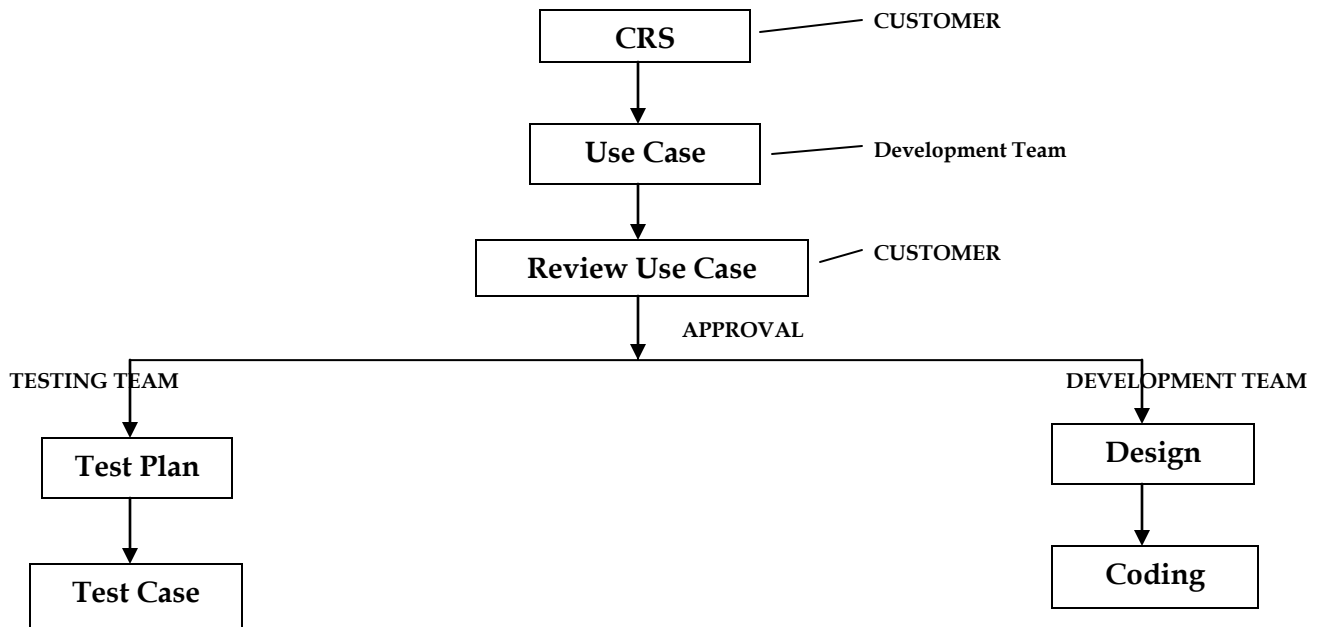 CRS
CUSTOMER
Use Case
Development Team
Review Use Case
CUSTOMER
APPROVAL
TESTING TEAM
DEVELOPMENT TEAM
Test Plan
Design
Test Case
Coding